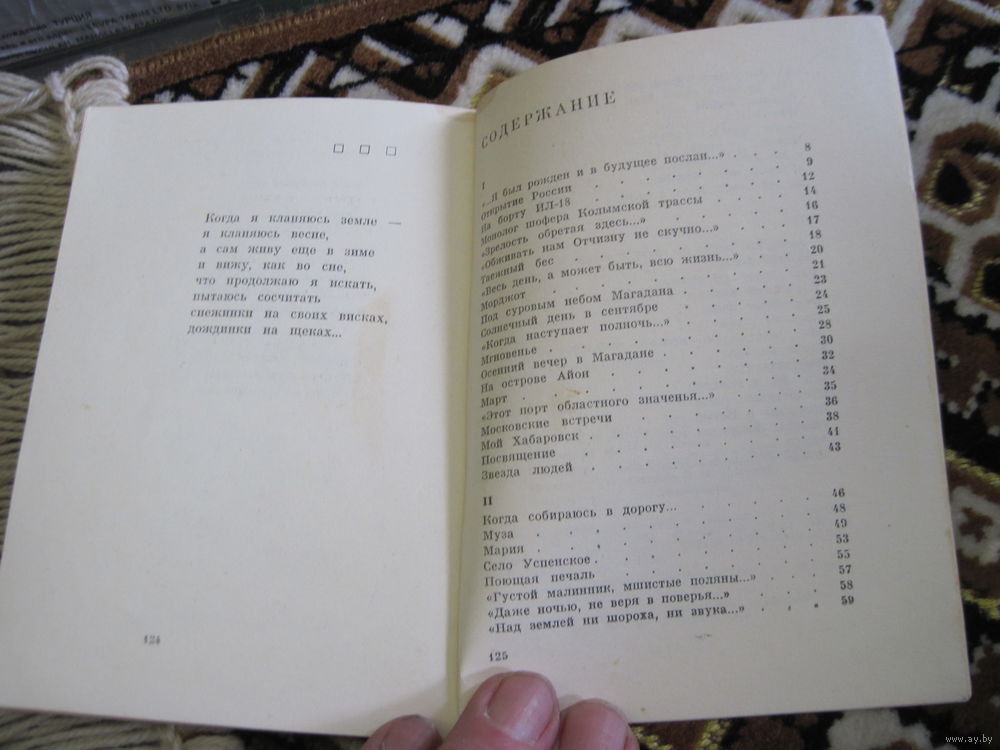 ТУРЦИЯ
□ □ □
Когда я кланяюсь земле —
я кланяюсь весне,
а сам живу еще в зиме
и вижу, как во сне,
что продолжаю я искать,
пытаюсь сосчитать
снежинки на своих висках,
дождинки на щеках...
124
СОДЕРЖАНИЕ
I
«...Я был рожден и в будущее послан...» . . . 8
Открытие России . . . . . . 9
На борту ИЛ-18 . . . . . . 12
Монолог шофера Колымской трассы . . . 14
«Зрелость обретая здесь...» . . . . 16
«Обживать нам Отчизну не скучно...» . . . 17
Таежный бес . . . . . . 18
«Весь день, а может быть, всю жизнь...» . . . 20
Морджот . . . . . . . 21
Под суровым небом Магадана . . . . 23
Солнечный день в сентябре . . . . 24
«Когда наступает полночь...» . . . . 25
Мгновенье . . . . . . . 28
Осенний вечер в Магадане . . . . 30
На острове Айон . . . . . . 32
Март . . . . . . . . 34
«Этот порт областного значенья...» . . . 35
Московские встречи . . . . . 36
Мой Хабаровск . . . . . . 38
Посвящение . . . . . . 41
Звезда людей . . . . . . 43
II
Когда собираюсь в дорогу... . . . . 46
Муза . . . . . . . 48
Мария . . . . . . . 49
Село Успенское . . . . . . 53
Поющая печаль . . . . . . 55
«Густой малинник, мшистые поляны...» . . . 57
«Даже ночью, не веря в поверья...» . . . 58
«Над землей ни шороха, ни звука...» . . . 59
125
www.ay.by